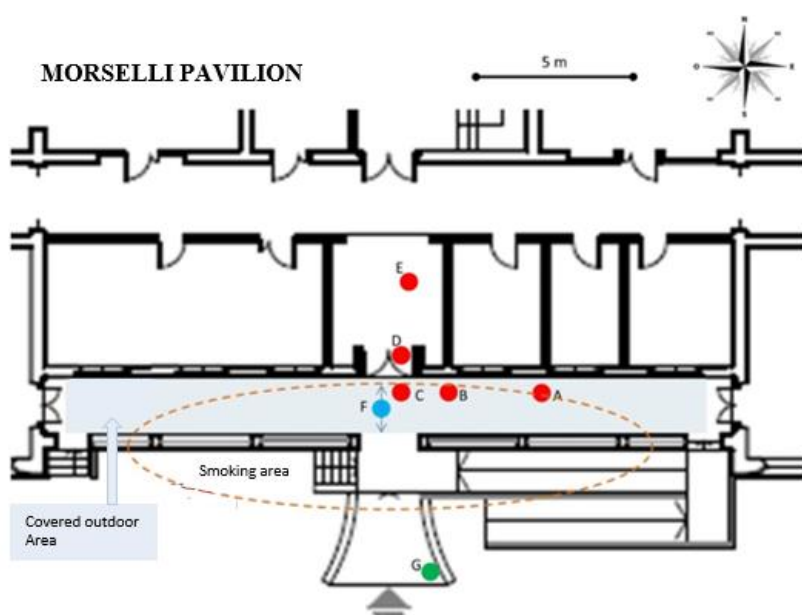 N
5 m
MORSELLI PAVILION
O
E
S
E
D
F
C
B
A
Smoking area
Covered outdoor
Area
G